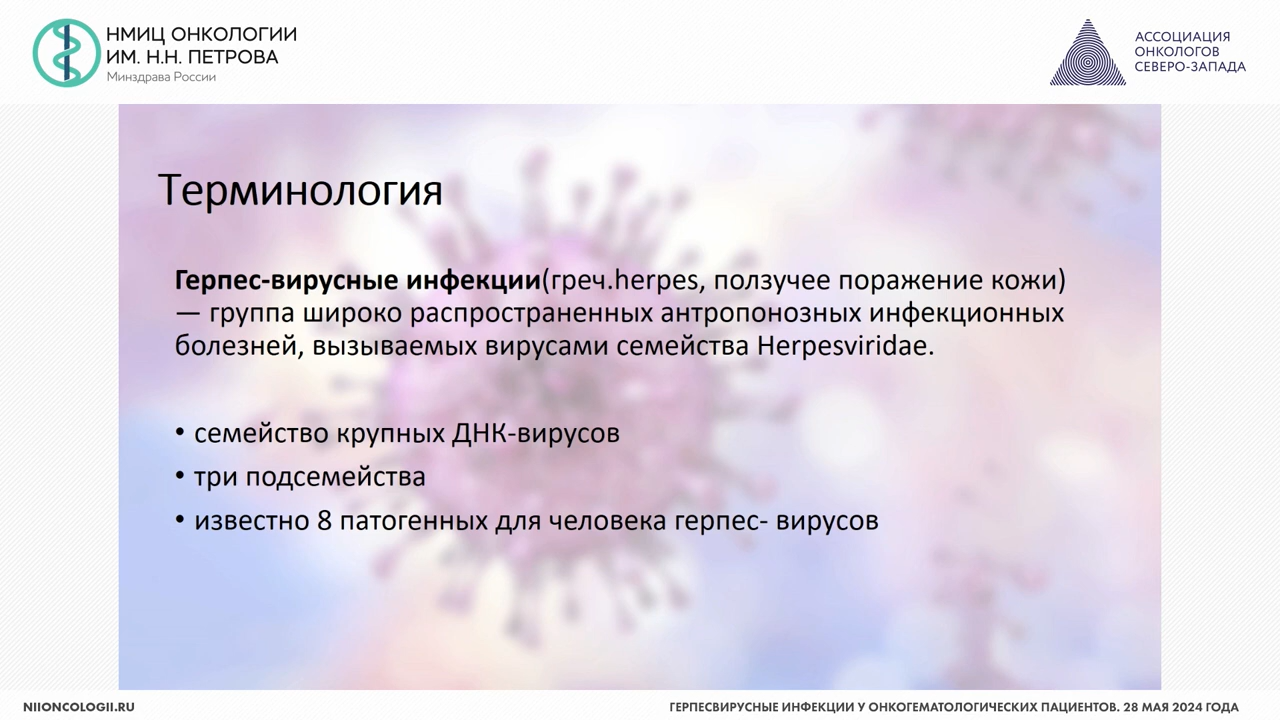 НМИЦ ОНКОЛОГИИ
ИМ. Н.Н. ПЕТРОВА
Минздрава России
АССОЦИАЦИЯ
ОНКОЛОГОВ
СЕВЕРО-ЗАПАДА
Терминология
Герпес-вирусные инфекции(греч.herpes, ползучее поражение кожи)
— группа широко распространенных антропонозных инфекционных
болезней, вызываемых вирусами семейства Herpesviridae.
• семейство крупных ДНК-вирусов
• три подсемейства
• известно 8 патогенных для человека герпес- вирусов
NIIONCOLOGII.RU
ГЕРПЕСВИРУСНЫЕ ИНФЕКЦИИ У ОНКОГЕМАТОЛОГИЧЕСКИХ ПАЦИЕНТОВ. 28 МАЯ 2024 ГОДА